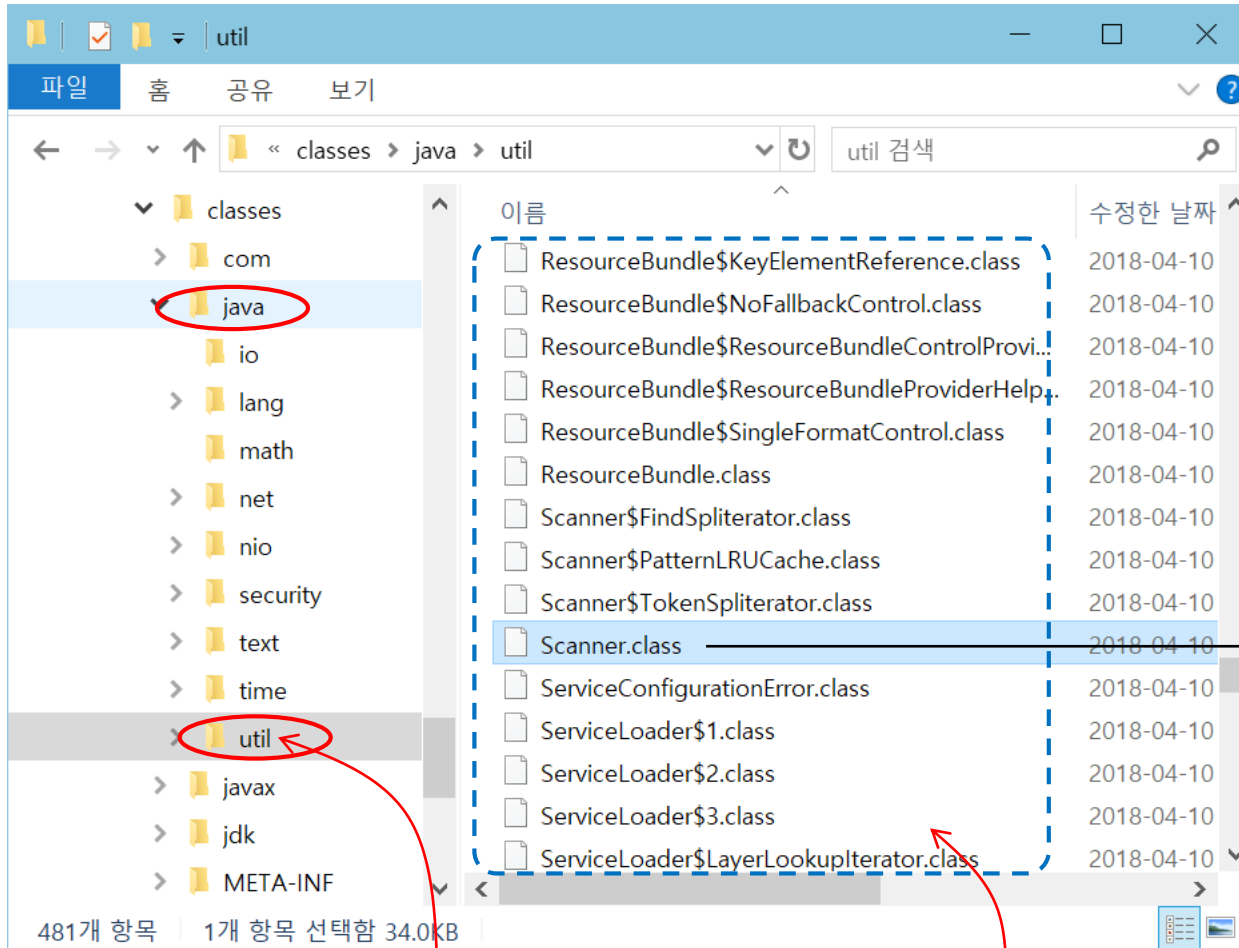 util
파일 홈 공유 보기
« classes > java > util
util 검색
classes
com
java
io
lang
math
net
nio
security
text
time
util
javax
jdk
META-INF
이름 수정한 날짜
ResourceBundle$KeyElementReference.class 2018-04-10
ResourceBundle$NoFallbackControl.class 2018-04-10
ResourceBundle$ResourceBundleControlProvi... 2018-04-10
ResourceBundle$ResourceBundleProviderHelp... 2018-04-10
ResourceBundle$SingleFormatControl.class 2018-04-10
ResourceBundle.class 2018-04-10
Scanner$FindSpliterator.class 2018-04-10
Scanner$PatternLRUCache.class 2018-04-10
Scanner$TokenSpliterator.class 2018-04-10
Scanner.class 2018-04-10
ServiceConfigurationError.class 2018-04-10
ServiceLoader$1.class 2018-04-10
ServiceLoader$2.class 2018-04-10
ServiceLoader$3.class 2018-04-10
ServiceLoader$LayerLookupIterator.class 2018-04-10
481개 항목 1개 항목 선택함 34.0KB